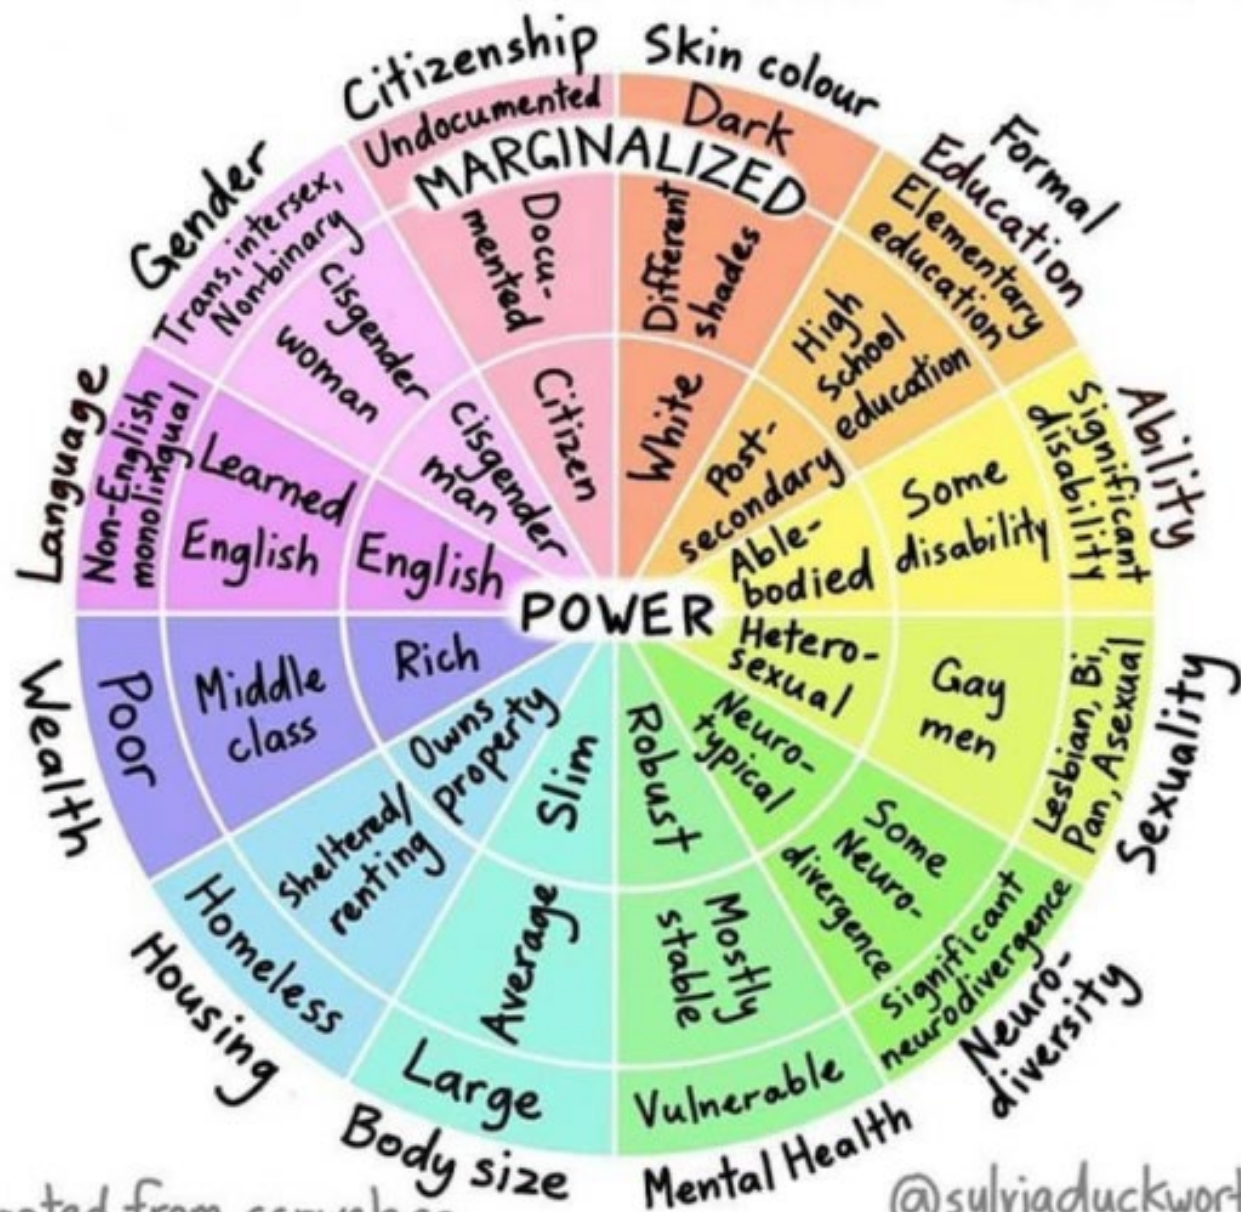 Citizenship
Undocumented
Docu-
mented
Citizen
Skin colour
Dark
Different
shades
White
Formal
Education
Elementary
education
High
School
education
Post-
secondary
Ability
Significant
disability
Some
disability
Able-
bodied
Sexuality
Lesbian, Bi,
Pan, Asexual
Gay
men
Hetero-
sexual
Neuro-
diversity
Significant
neurodivergence
Some
Neuro-
divergence
Neuro-
typical
Mental Health
Vulnerable
Mostly
stable
Robust
Body size
Large
Average
Slim
Housing
Homeless
Sheltered/
renting
Owns
property
Wealth
Poor
Middle
class
Rich
Language
Non-English
monolingual
Learned
English
English
Gender
Trans, intersex,
Non-binary
Cisgender
woman
Cisgender
man
MARGINALIZED
POWER
from
@sylviaduckwort